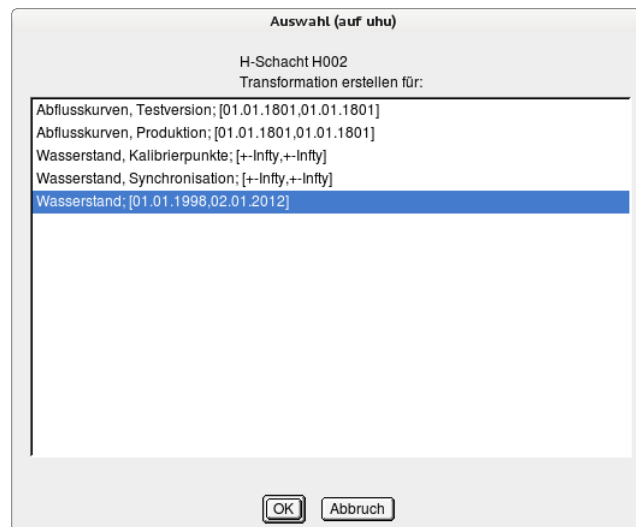 Auswahl (auf uhu)
H-Schacht H002
Transformation erstellen für:
Abflusskurven, Testversion; [01.01.1801,01.01.1801]
Abflusskurven, Produktion; [01.01.1801,01.01.1801]
Wasserstand, Kalibrierpunkte; [+-Infty,+-Infty]
Wasserstand, Synchronisation; [+-Infty,+-Infty]
Wasserstand; [01.01.1998,02.01.2012]
OK Abbruch